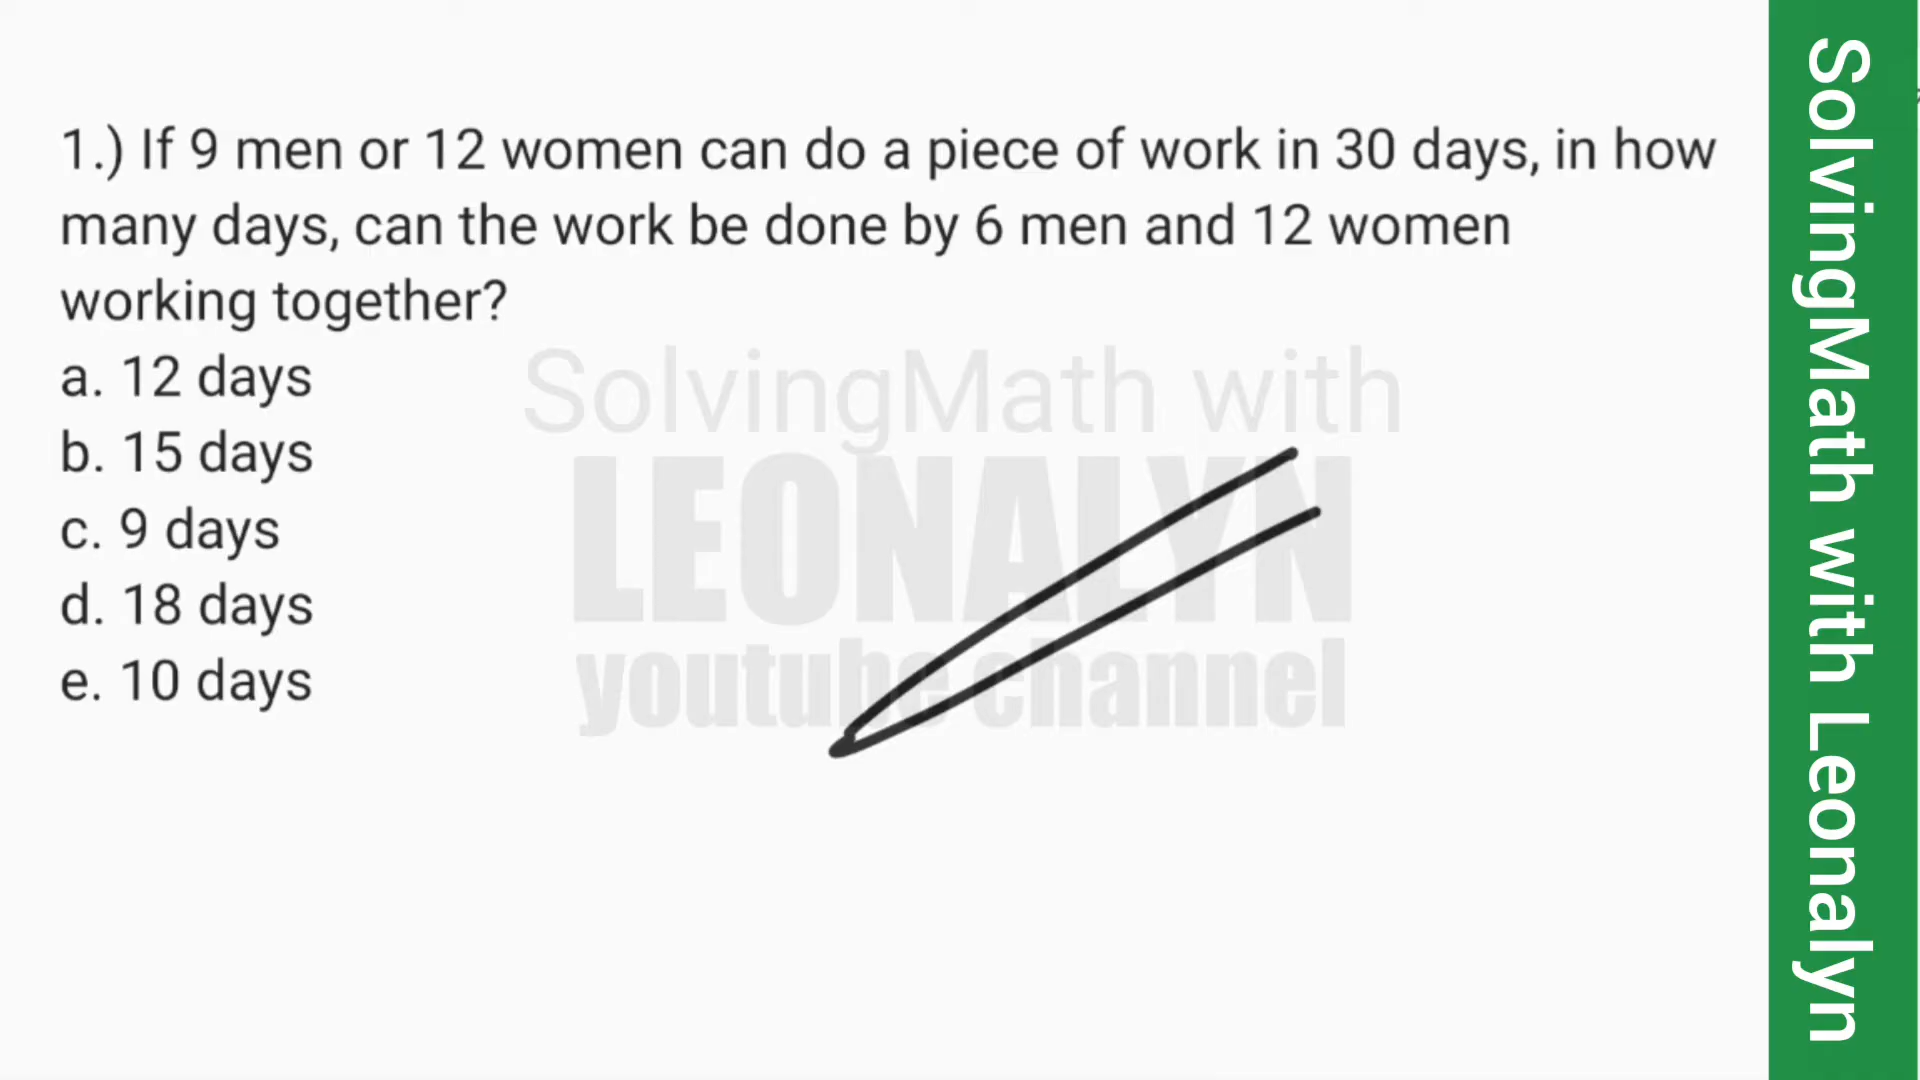 1.) If 9 men or 12 women can do a piece of work in 30 days, in how
many days, can the work be done by 6 men and 12 women
working together?
a. 12 days
b. 15 days
c. 9 days
d. 18 days
e. 10 days
SolvingMath with
LEONALYN
youtube channel
SolvingMath with Leonalyn